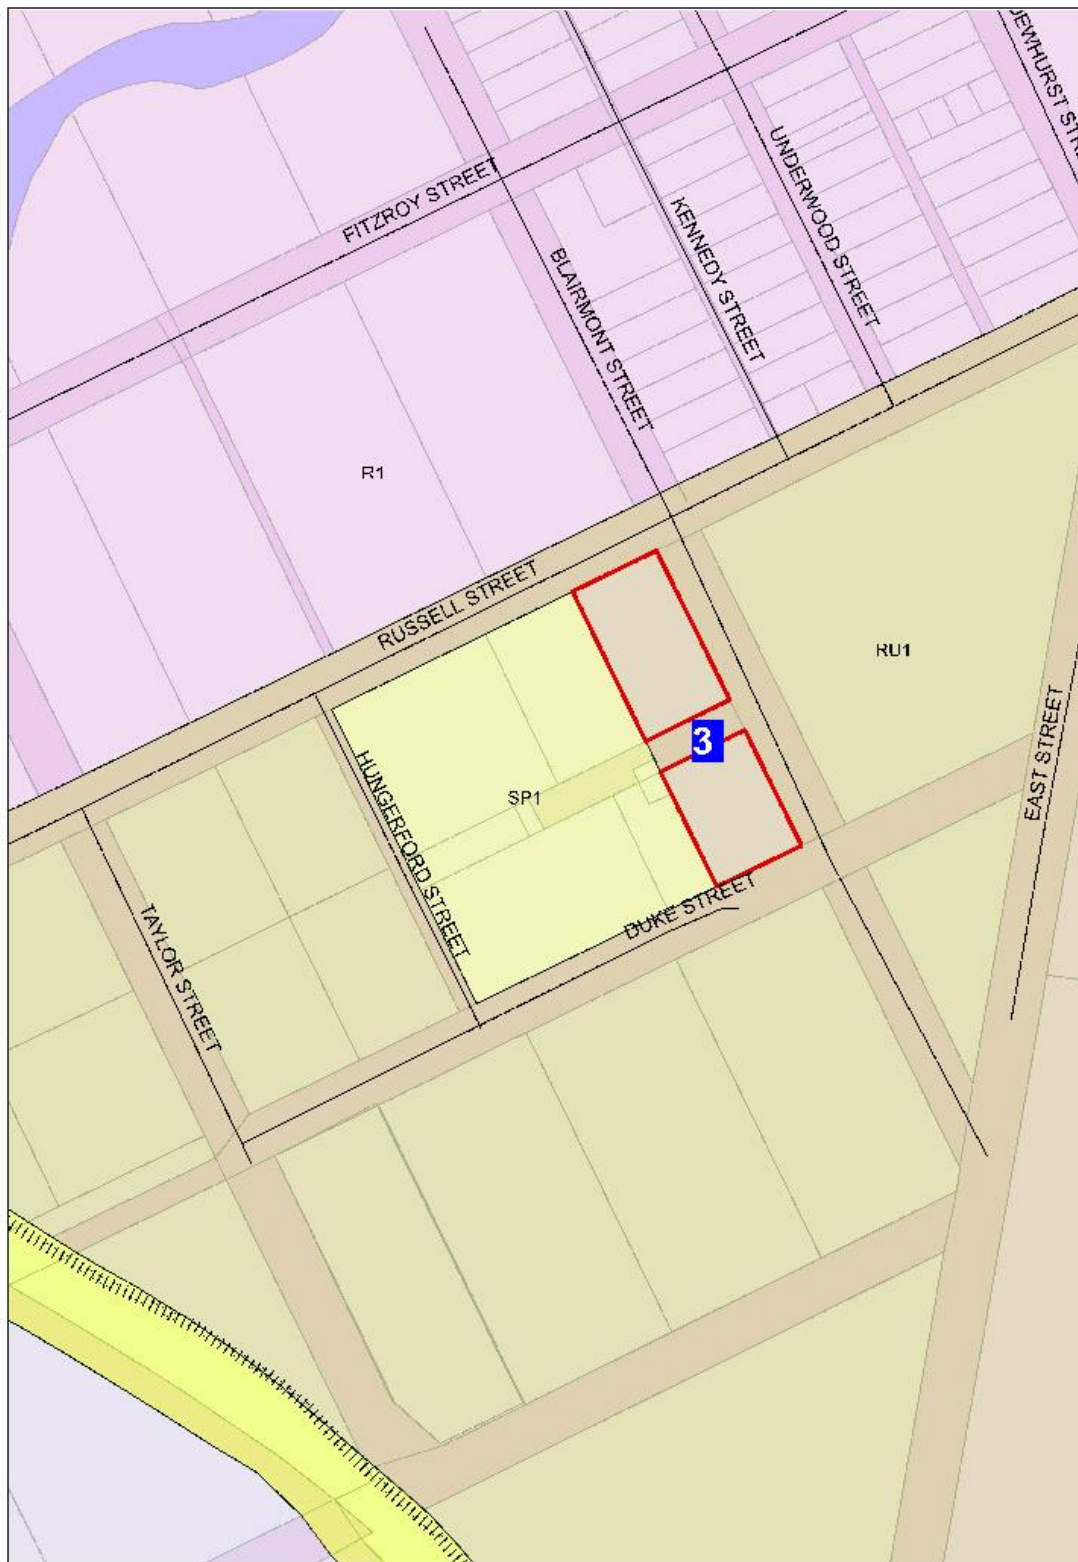 DEWHURST STRE
FITZROY STREET
UNDERWOOD STREET
KENNEDY STREET
BLAIRMONT STREET
R1
RUSSELL STREET
RU1
3
EAST STREET
SP1
HUNGERFORD STREET
DUKE STREET
TAYLOR STREET